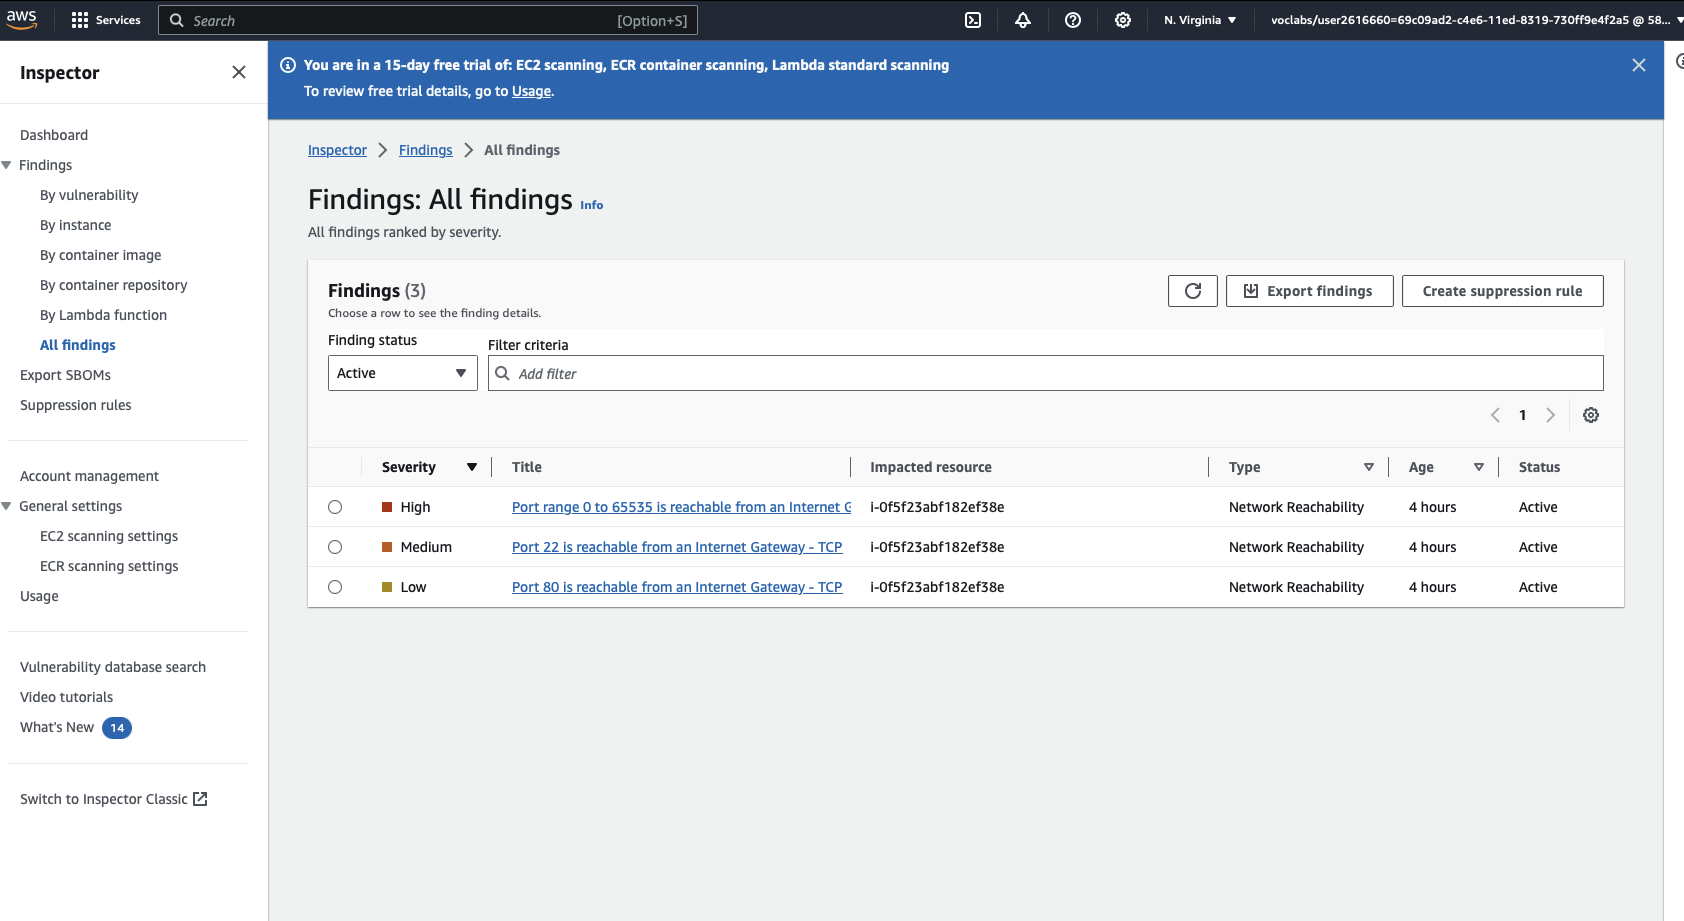 aws Services Search [Option+S] N. Virginia voclabs/user2616660=69c09ad2-c4e6-11ed-8319-730ff9e4f2a5 @ 58...
Inspector
You are in a 15-day free trial of: EC2 scanning, ECR container scanning, Lambda standard scanning
To review free trial details, go to Usage.
Dashboard
Findings
By vulnerability
By instance
By container image
By container repository
By Lambda function
All findings
Export SBOMs
Suppression rules
Account management
General settings
EC2 scanning settings
ECR scanning settings
Usage
Vulnerability database search
Video tutorials
What's New 14
Switch to Inspector Classic
Inspector Findings All findings
Findings: All findings Info
All findings ranked by severity.
Findings (3)
Choose a row to see the finding details.
Export findings
Create suppression rule
Finding status
Filter criteria
Active
Add filter
1
Severity Title Impacted resource Type Age Status
High Port range 0 to 65535 is reachable from an Internet G i-0f5f23abf182ef38e Network Reachability 4 hours Active
Medium Port 22 is reachable from an Internet Gateway - TCP i-0f5f23abf182ef38e Network Reachability 4 hours Active
Low Port 80 is reachable from an Internet Gateway - TCP i-0f5f23abf182ef38e Network Reachability 4 hours Active